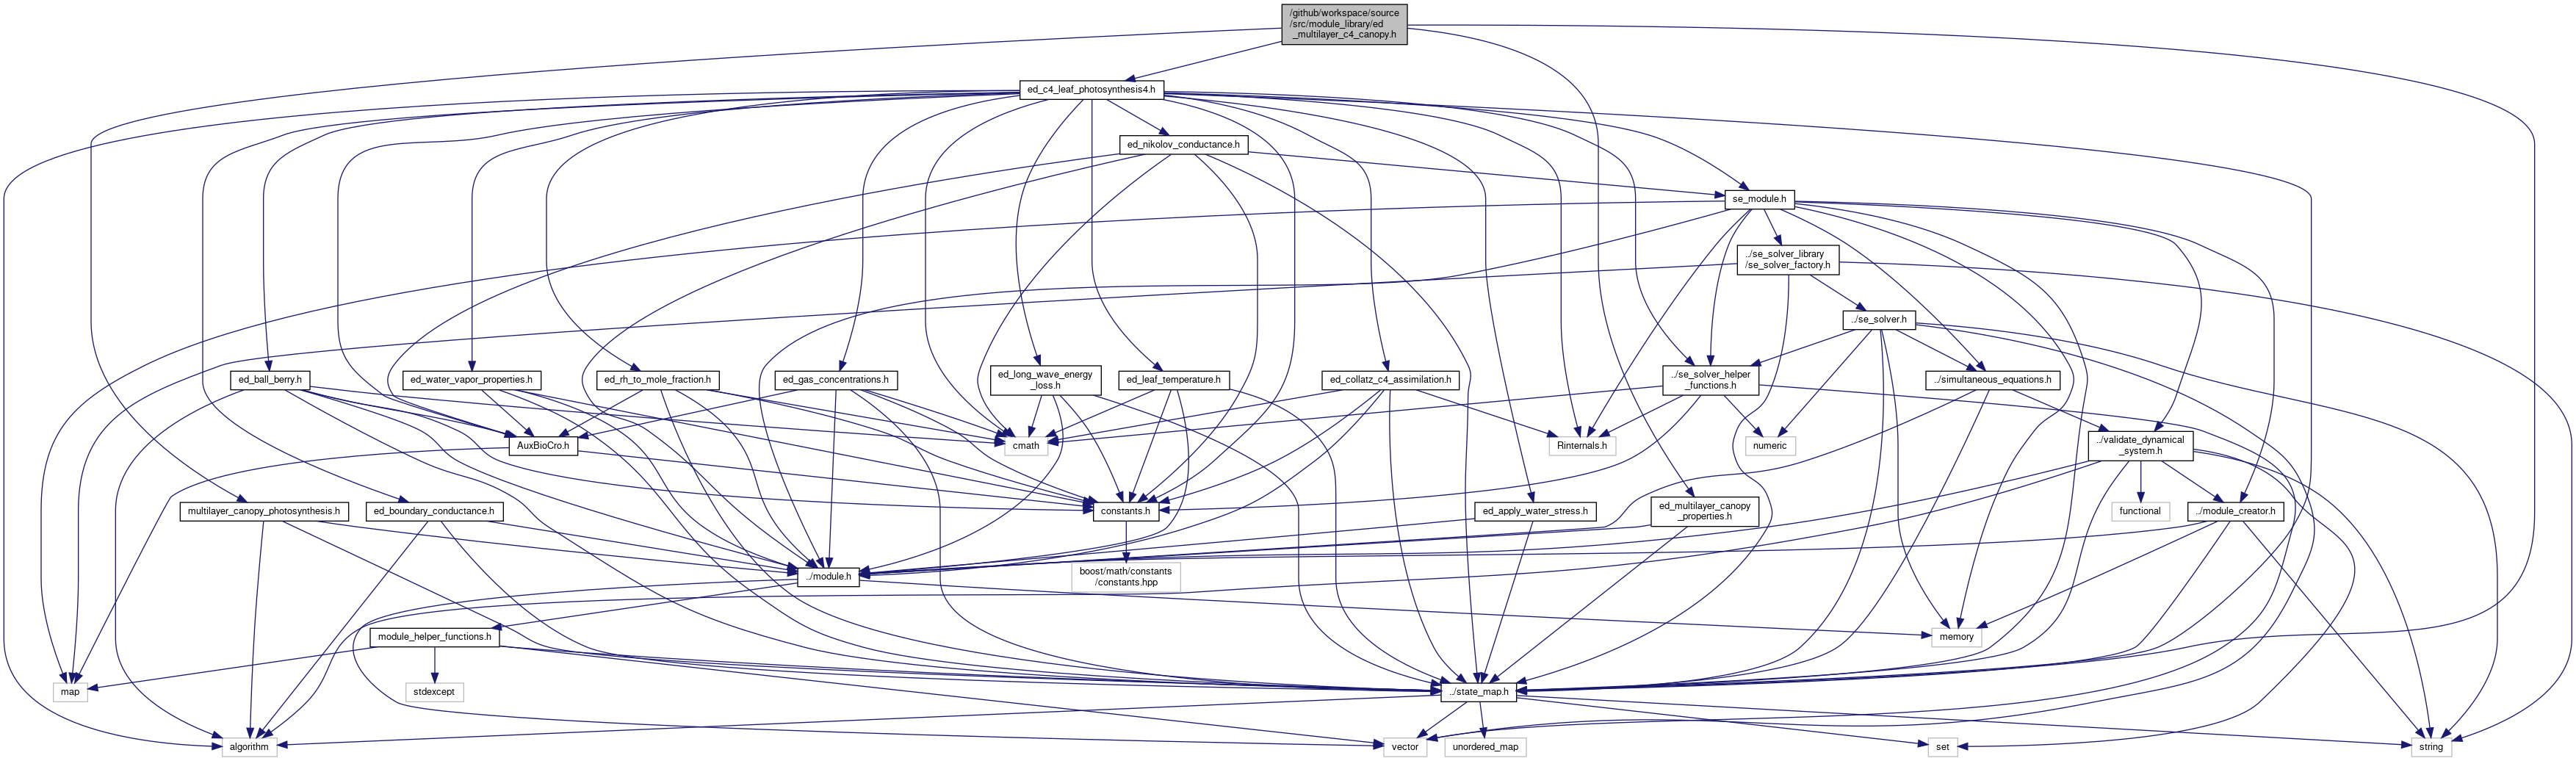 /github/workspace/source
/src/module_library/ed
_multilayer_c4_canopy.h
ed_c4_leaf_photosynthesis4.h
ed_nikolov_conductance.h
se_module.h
../se_solver_library
/se_solver_factory.h
../se_solver.h
ed_ball_berry.h
ed_water_vapor_properties.h
ed_rh_to_mole_fraction.h
ed_gas_concentrations.h
ed_long_wave_energy
_loss.h
ed_leaf_temperature.h
ed_collatz_c4_assimilation.h
../se_solver_helper
_functions.h
../simultaneous_equations.h
AuxBioCro.h
cmath
Rinternals.h
numeric
../validate_dynamical
_system.h
multilayer_canopy_photosynthesis.h
ed_boundary_conductance.h
constants.h
ed_apply_water_stress.h
ed_multilayer_canopy
_properties.h
functional
../module_creator.h
../module.h
boost/math/constants
/constants.hpp
module_helper_functions.h
memory
map
stdexcept
../state_map.h
algorithm
vector
unordered_map
set
string